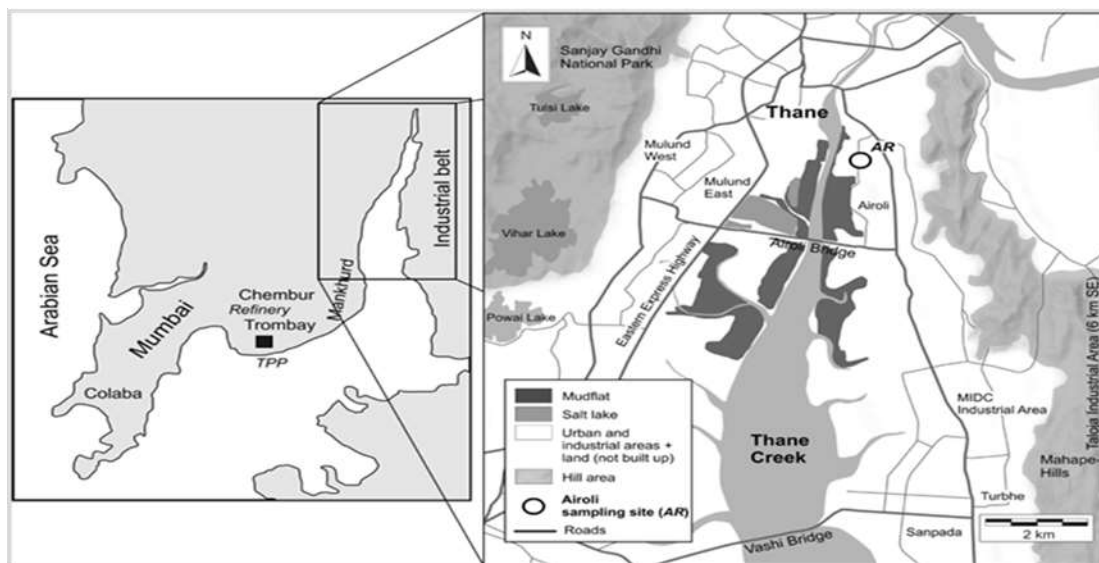 Arabian Sea
Mumbai
Colaba
Chembur
Refinery
Trombay
TPP
Mankhurd
Industrial belt
N
Sanjay Gandhi
National Park
Tulsi Lake
Vihar Lake
Powai Lake
Mulund
West
Mulund
East
Thane
AR
Airoli
Airoli Bridge
Eastern Express Highway
Thane
Creek
Vashi Bridge
MIDC
Industrial Area
Taloja Industrial Area (6 km SE)
Mahape-
Hills
Turbhe
Sanpada
2 km
Mudflat
Salt lake
Urban and
industrial areas +
land (not built up)
Hill area
Airoli
sampling site (AR)
Roads